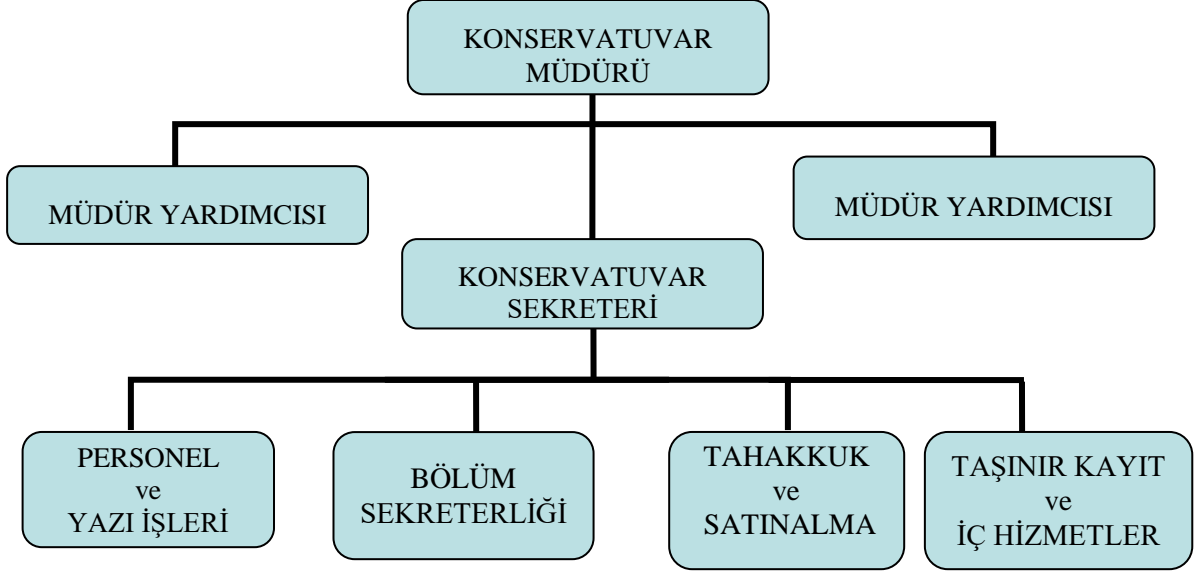 KONSERVATUVAR
MÜDÜRÜ
MÜDÜR YARDIMCISI
MÜDÜR YARDIMCISI
KONSERVATUVAR
SEKRETERİ
PERSONEL
ve
YAZI İŞLERİ
BÖLÜM
SEKRETERLİĞİ
TAHAKKUK
ve
SATINALMA
TAŞINIR KAYIT
ve
İÇ HİZMETLER